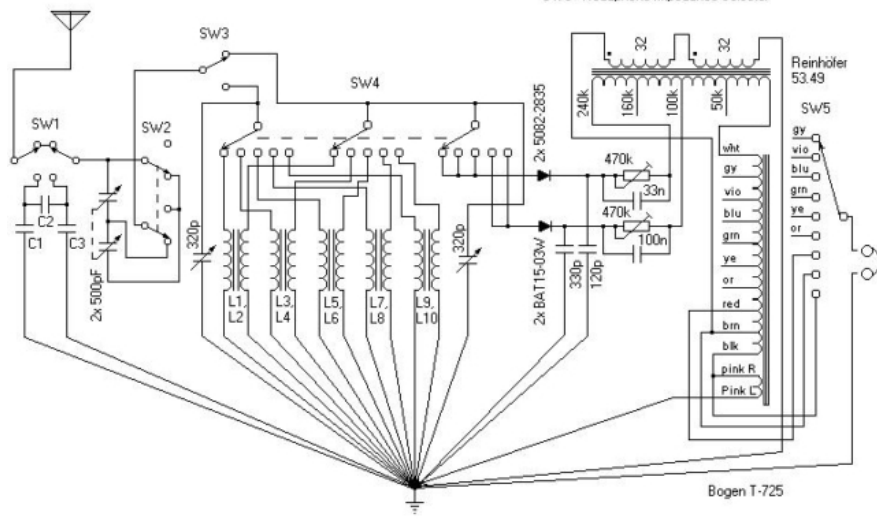 SW3
SW4
SW1
SW2
C1
C2
C3
2x 500pF
320p
L1,
L2
L3,
L4
L5,
L6
L7,
L8
L9,
L10
320p
2x 5082-2835
2x BAT15-03W
470k
33n
470k
100n
330p
120p
32
32
240k
160k
100k
50k
Reinhöfer
53.49
SW5
gy
vio
blu
grn
ye
or
wht
gy
vio
blu
grn
ye
or
red
brn
blk
pink R
Pink L
Bogen T-725